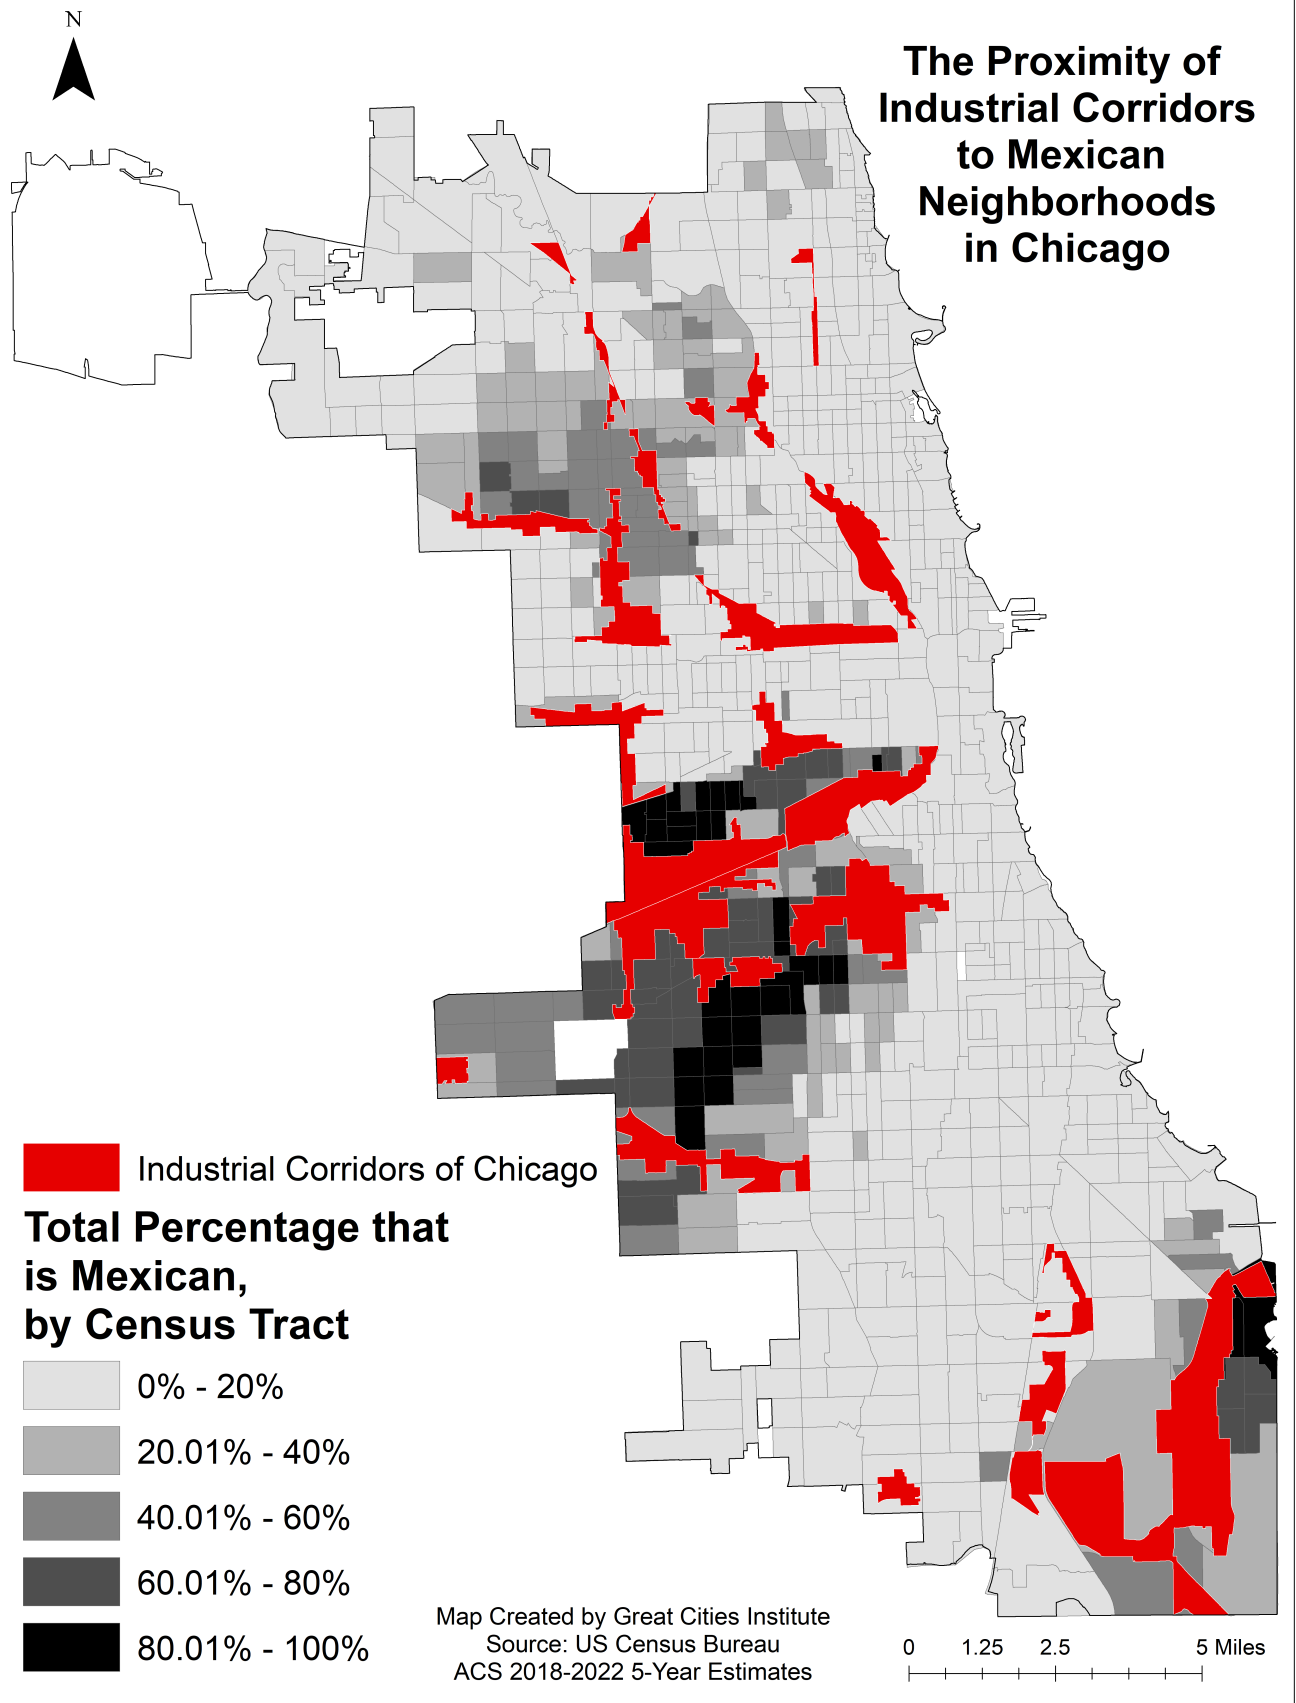 N
The Proximity of
Industrial Corridors
to Mexican
Neighborhoods
in Chicago
Industrial Corridors of Chicago
Total Percentage that
is Mexican,
by Census Tract
0% - 20%
20.01% - 40%
40.01% - 60%
60.01% - 80%
80.01% - 100%
Map Created by Great Cities Institute
Source: US Census Bureau
ACS 2018-2022 5-Year Estimates
0 1.25 2.5 5 Miles